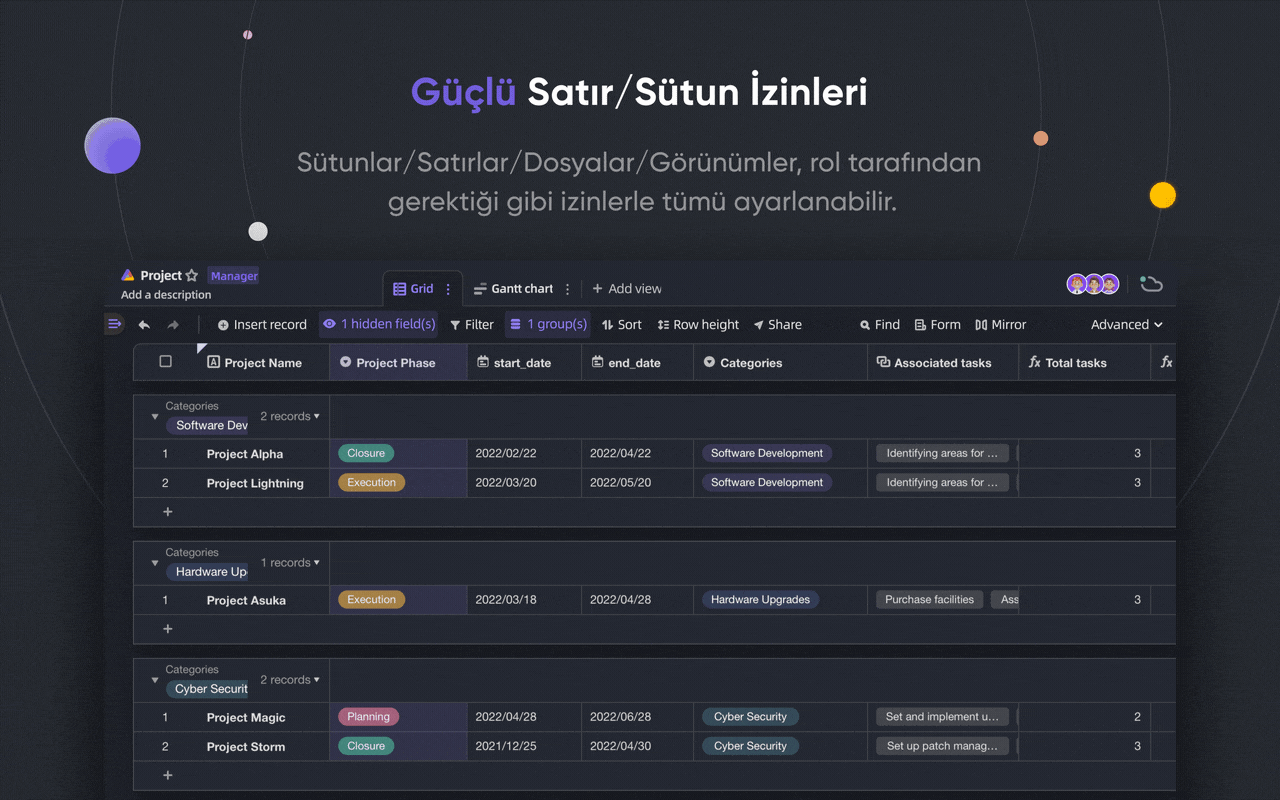 Güçlü Satır/Sütun İzinleri
Sütunlar/Satırlar/Dosyalar/Görünümler, rol tarafından
gerektiği gibi izinlerle tümü ayarlanabilir.
Project Manager
Add a description
Grid Gantt chart + Add view
Insert record 1 hidden field(s) Filter 1 group(s) Sort Row height Share Find Form Mirror Advanced
Project Name Project Phase start_date end_date Categories Associated tasks fx Total tasks fx
Categories
Software Dev 2 records
1 Project Alpha Closure 2022/02/22 2022/04/22 Software Development Identifying areas for ... 3
2 Project Lightning Execution 2022/03/20 2022/05/20 Software Development Identifying areas for ... 3
+
Categories
Hardware Up 1 records
1 Project Asuka Execution 2022/03/18 2022/04/28 Hardware Upgrades Purchase facilities Ass 3
+
Categories
Cyber Securit 2 records
1 Project Magic Planning 2022/04/28 2022/06/28 Cyber Security Set and implement u... 2
2 Project Storm Closure 2021/12/25 2022/04/30 Cyber Security Set up patch manag... 3
+